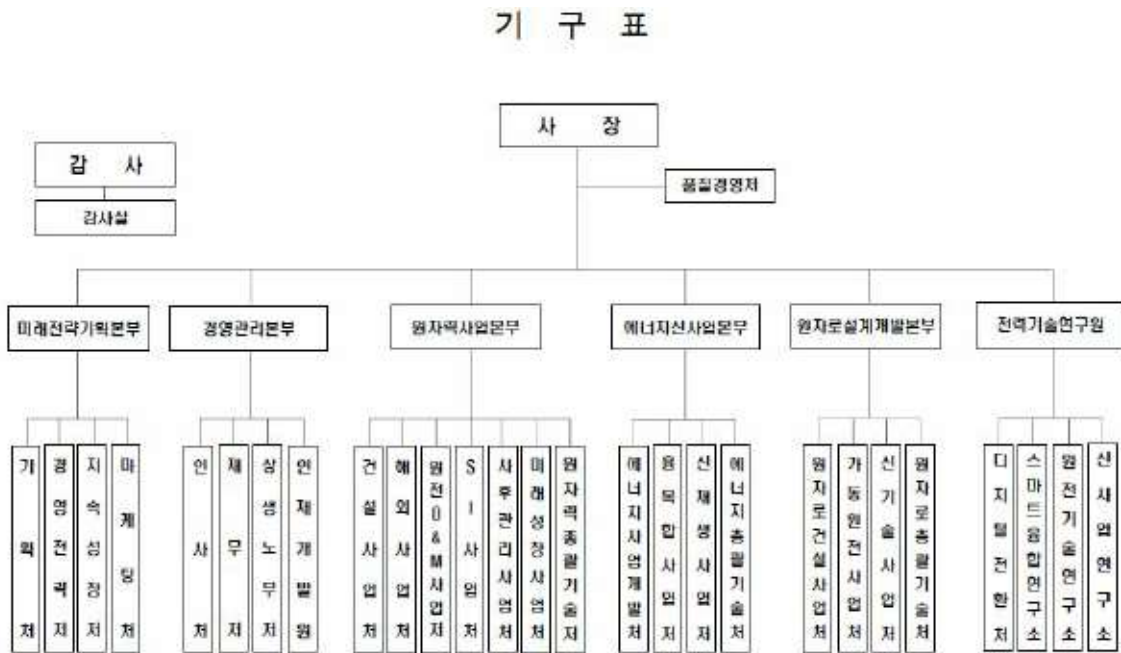 기 구 표
사 장
감 사
품질경영처
감사실
미래전략기획본부
경영관리본부
원자력사업본부
에너지신사업본부
원자로설계개발본부
전력기술연구원
기획처
경영전략처
지속성장처
마케팅처
인사처
재무처
상생노무처
인재개발원
건설사업처
해외사업처
원전O&M사업처
SI사업처
사후관리사업처
미래성장사업처
원자력총괄기술처
에너지사업개발처
융복합사업처
신재생사업처
에너지총괄기술처
원자로건설사업처
가동원전사업처
신기술사업처
원자로총괄기술처
디지털전환처
스마트융합연구소
원전기술연구소
신사업연구소